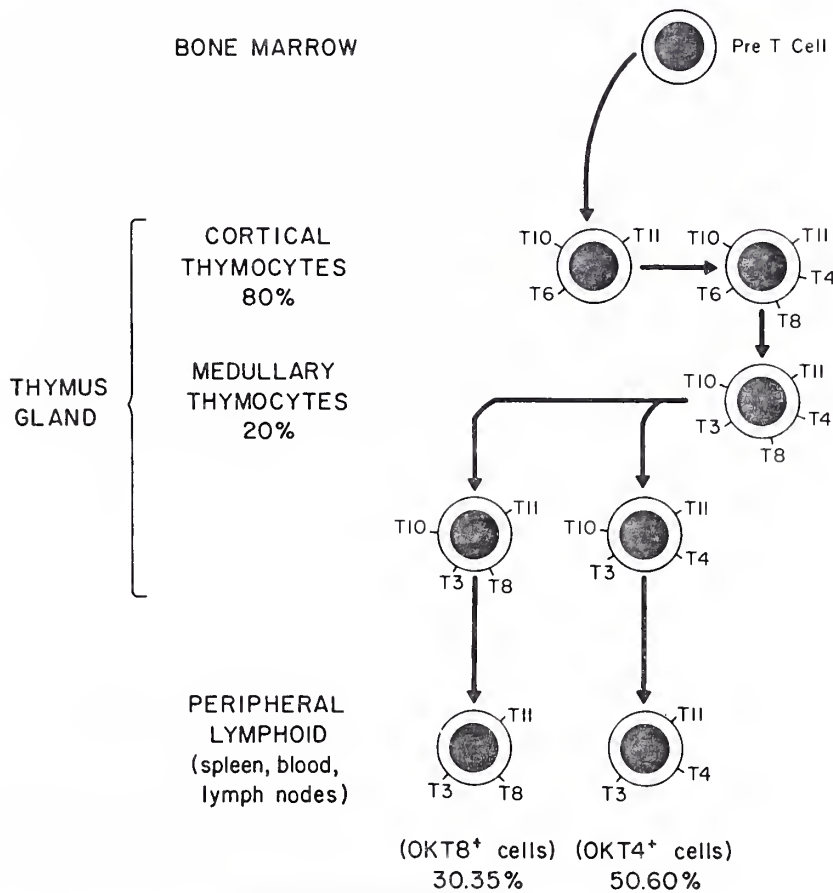 BONE MARROW
Pre T Cell
CORTICAL
THYMOCYTES
80%
T10
T11
T6
T10
T11
T4
T6
T8
THYMUS
GLAND
MEDULLARY
THYMOCYTES
20%
T10
T11
T3
T4
T8
T10
T11
T3
T8
T10
T11
T3
T4
PERIPHERAL
LYMPHOID
(spleen, blood,
lymph nodes)
T11
T3
T8
T11
T3
T4
(OKT8⁺ cells)
30.35%
(OKT4⁺ cells)
50.60%